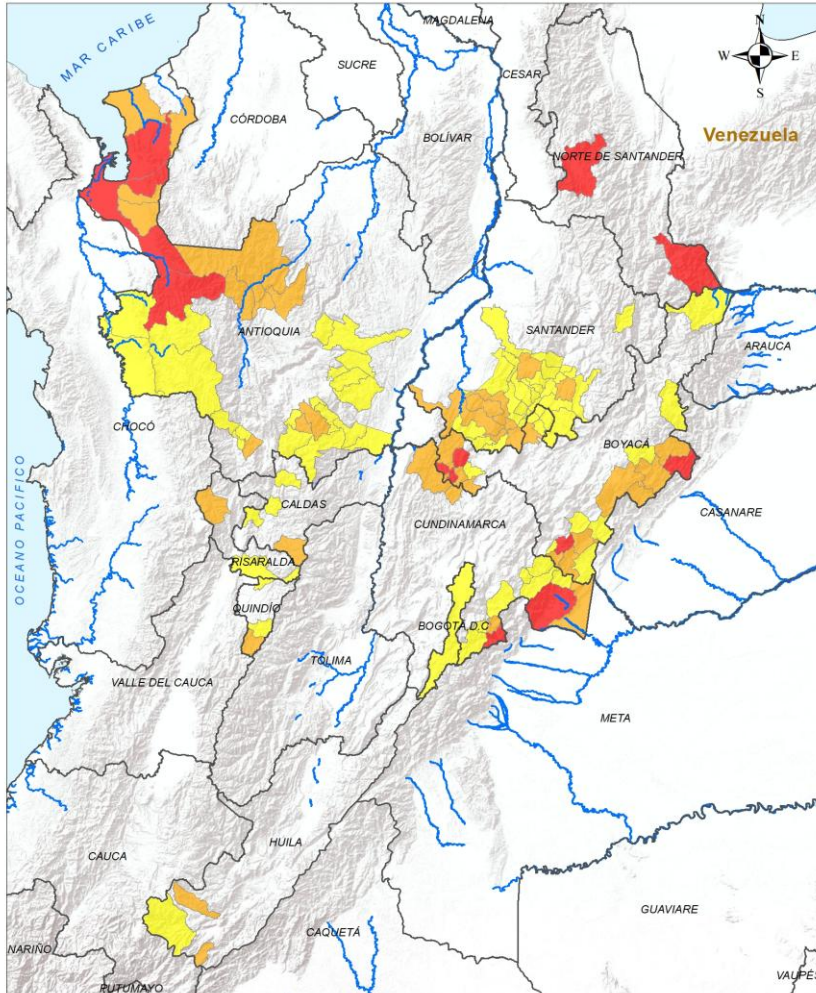 MAGDALENA
N
MAR CARIBE
SUCRE
CESAR
W
E
CÓRDOBA
S
BOLÍVAR
Venezuela
NORTE DE SANTANDER
ANTIOQUIA
SANTANDER
ARAUCA
CHOCÓ
BOYACÁ
CALDAS
CASANARE
CUNDINAMARCA
OCEANO PACIFICO
RISARALDA
QUINDÍO
BOGOTÁ, D.C
TOLIMA
VALLE DEL CAUCA
META
HUILA
CAUCA
GUAVIARE
CAQUETÁ
NARIÑO
VAUPÉS
PUTUMAYO